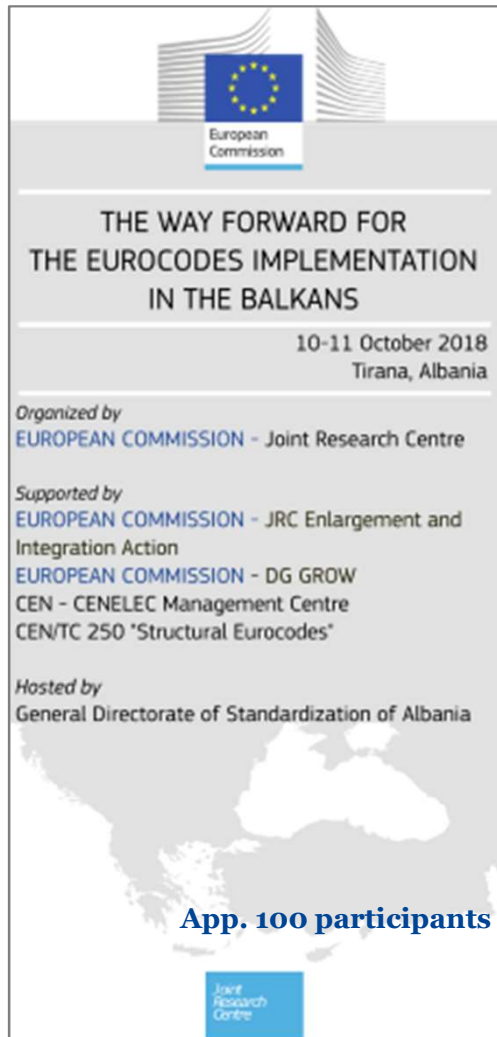 European
Commission
THE WAY FORWARD FOR
THE EUROCODES IMPLEMENTATION
IN THE BALKANS
10-11 October 2018
Tirana, Albania
Organized by
EUROPEAN COMMISSION - Joint Research Centre
Supported by
EUROPEAN COMMISSION - JRC Enlargement and
Integration Action
EUROPEAN COMMISSION - DG GROW
CEN - CENELEC Management Centre
CEN/TC 250 "Structural Eurocodes"
Hosted by
General Directorate of Standardization of Albania
App. 100 participants
Joint
Research
Centre